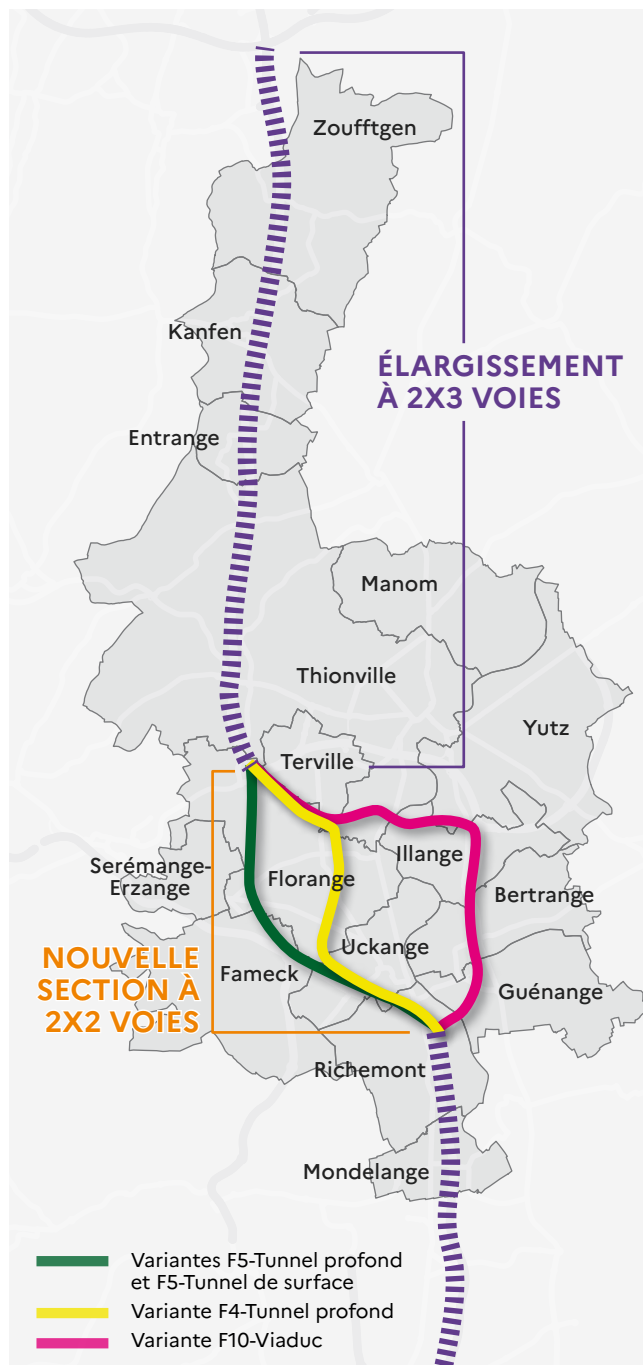 Zoufftgen
Kanfen
ÉLARGISSEMENT
À 2X3 VOIES
Entrange
Manom
Thionville
Yutz
Terville
Illange
Serémange-
Erzange
Florange
Bertrange
Uckange
NOUVELLE
SECTION À
2X2 VOIES
Fameck
Guénange
Richemont
Mondelange
Variantes F5-Tunnel profond
et F5-Tunnel de surface
Variante F4-Tunnel profond
Variante F10-Viaduc